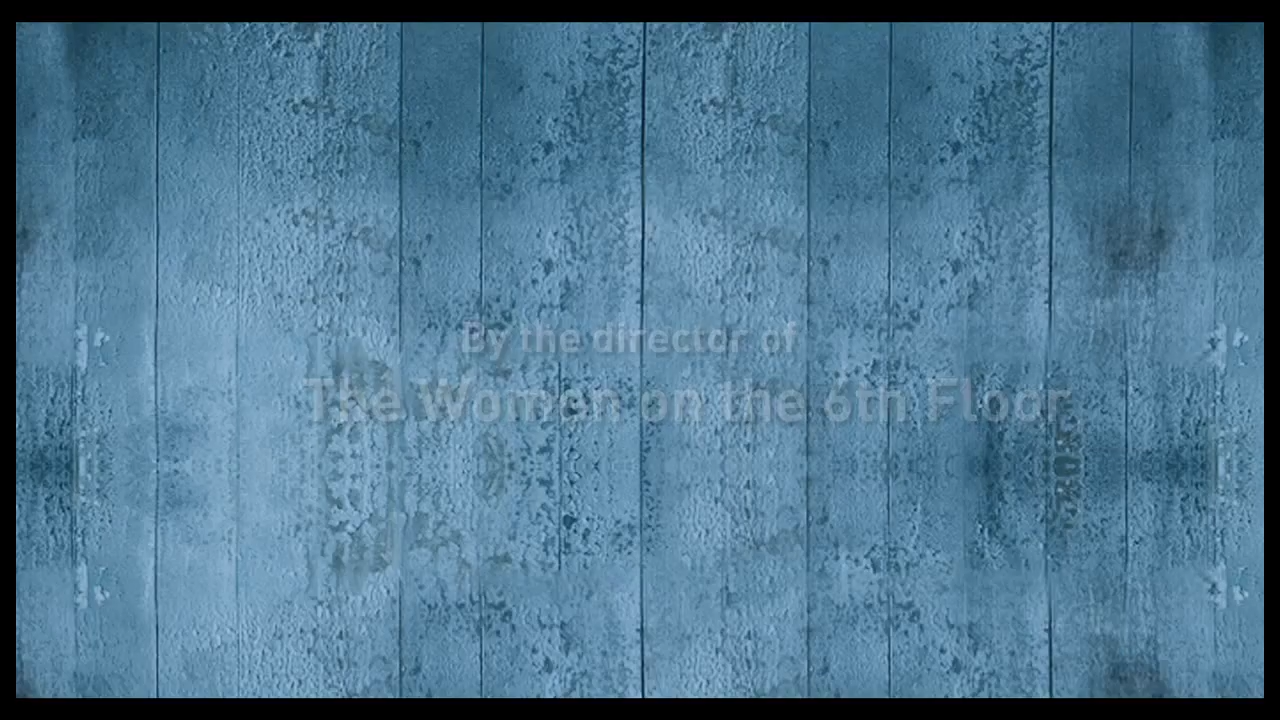 By the director of
The Women on the 6th Floor